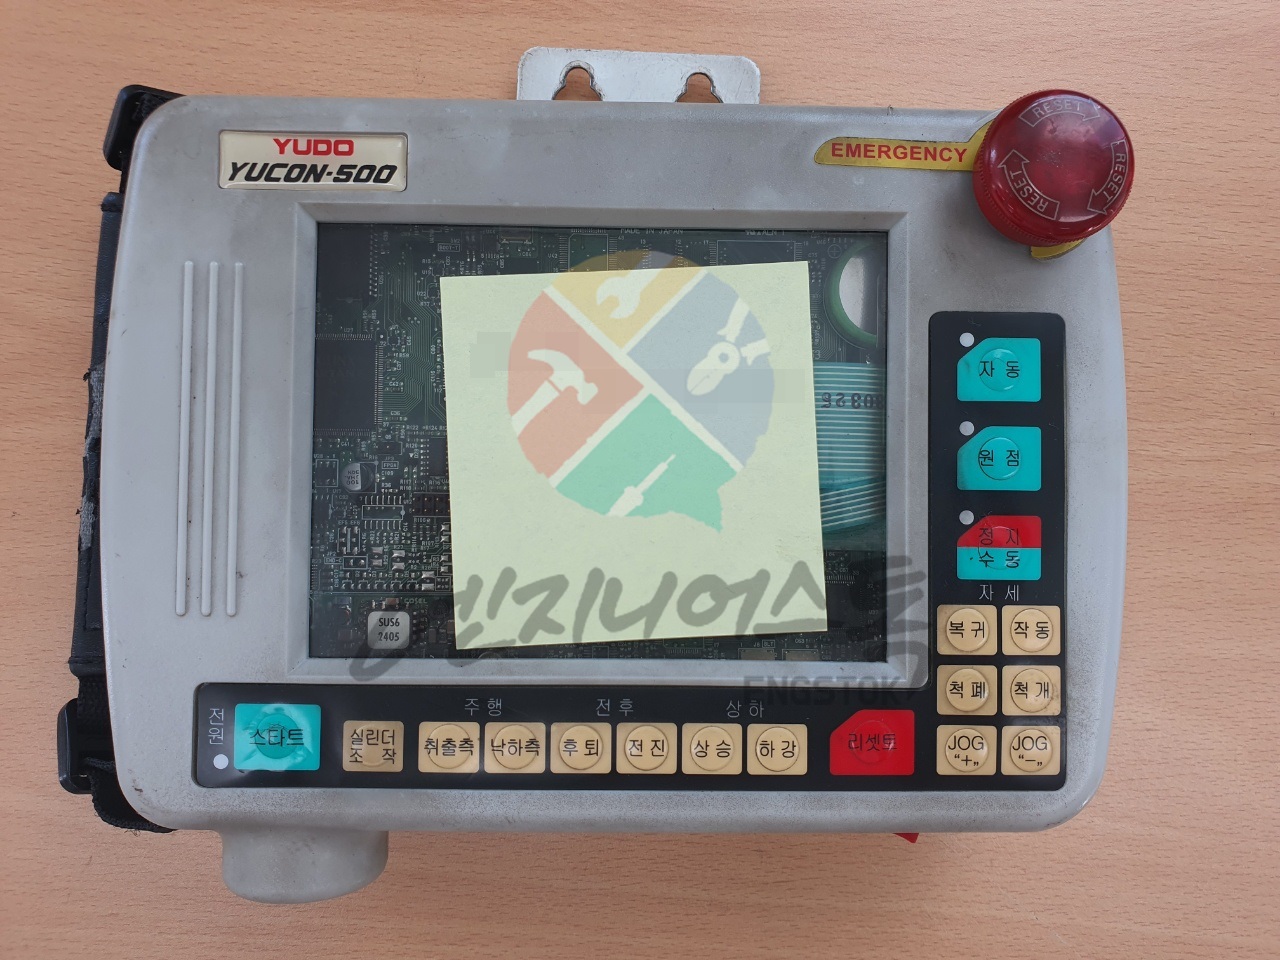 YUDO
YUCON-500
EMERGENCY
RESET
RESET
RESET
MADE IN JAPAN
SUS6
2405
자동
원점
정지
수동
자세
복귀
작동
척폐
척개
JOG
"+„
JOG
"−„
전원
스타트
실린더
조작
주행
취출측
낙하측
전후
후퇴
전진
상하
상승
하강
리셋트
엔지니어스톡
ENGSTOK